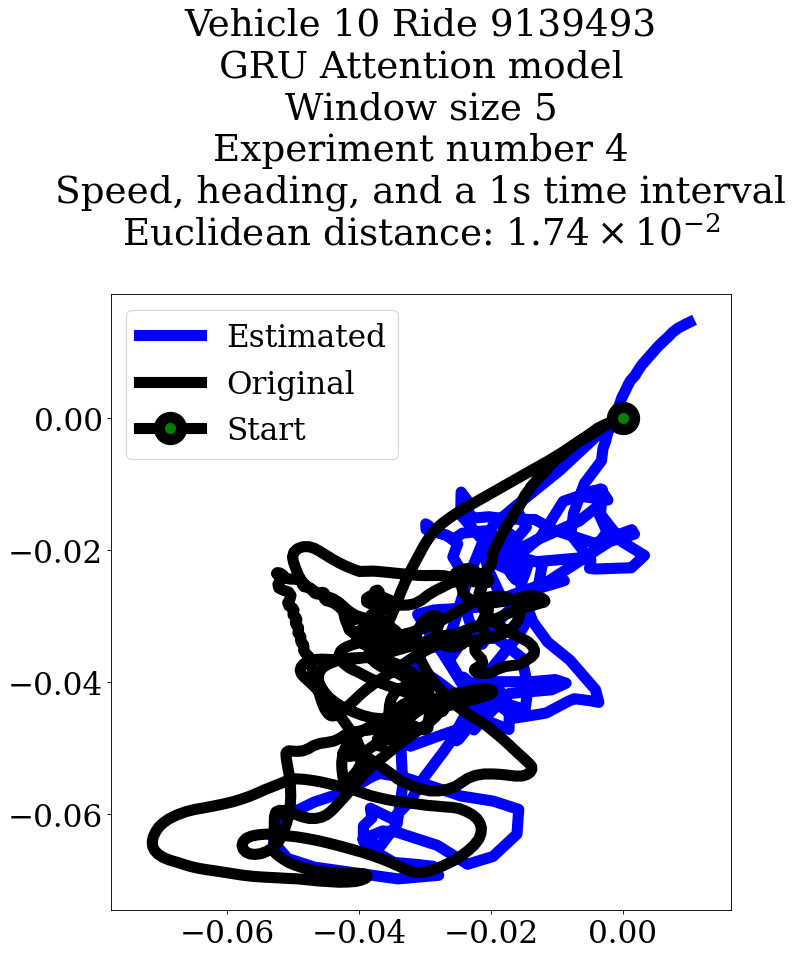 Vehicle 10 Ride 9139493
GRU Attention model
Window size 5
Experiment number 4
Speed, heading, and a 1s time interval
Euclidean distance: 1.74 × 10⁻²
Estimated
Original
Start
0.00
−0.02
−0.04
−0.06
−0.06 −0.04 −0.02 0.00